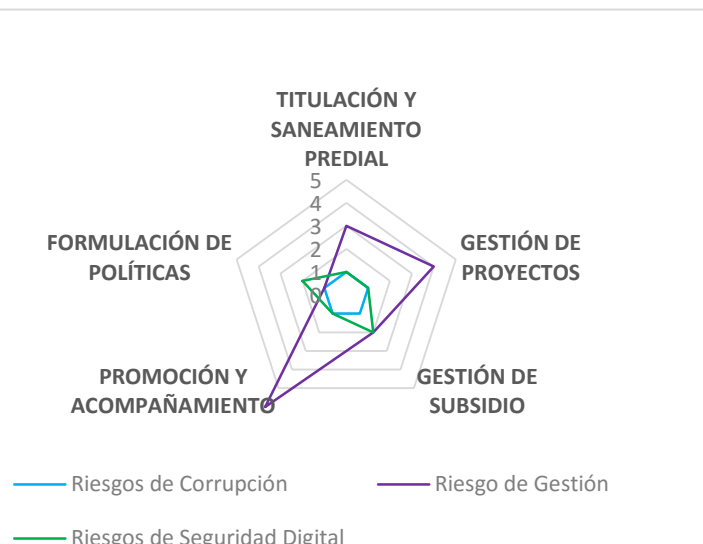 TITULACIÓN Y
SANEAMIENTO
PREDIAL
5
4
3
2
1
0
FORMULACIÓN DE
POLÍTICAS
GESTIÓN DE
PROYECTOS
PROMOCIÓN Y
ACOMPAÑAMIENTO
GESTIÓN DE
SUBSIDIO
Riesgos de Corrupción
Riesgo de Gestión
Riesgos de Seguridad Digital